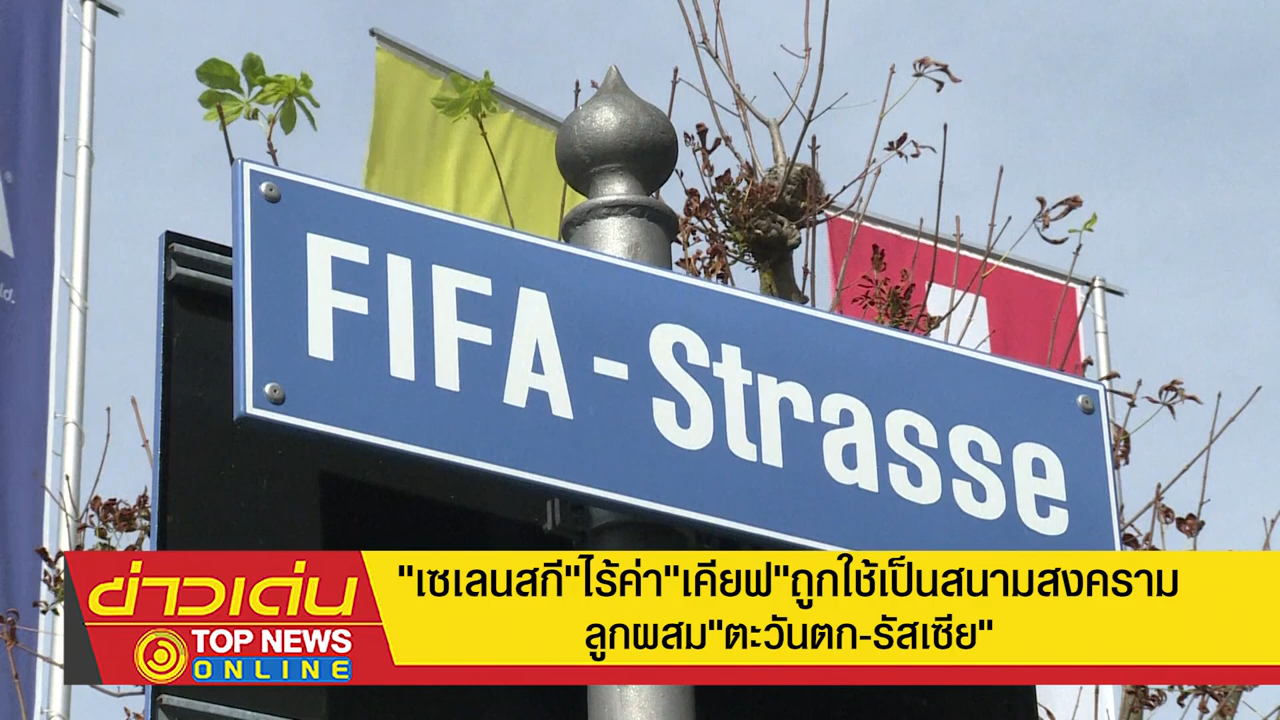 FIFA-Strasse
ld.
ข่าวเด่น
TOP NEWS
ONLINE
"เซเลนสกี"ไร้ค่า"เคียฟ"ถูกใช้เป็นสนามสงคราม
ลูกผสม"ตะวันตก-รัสเซีย"